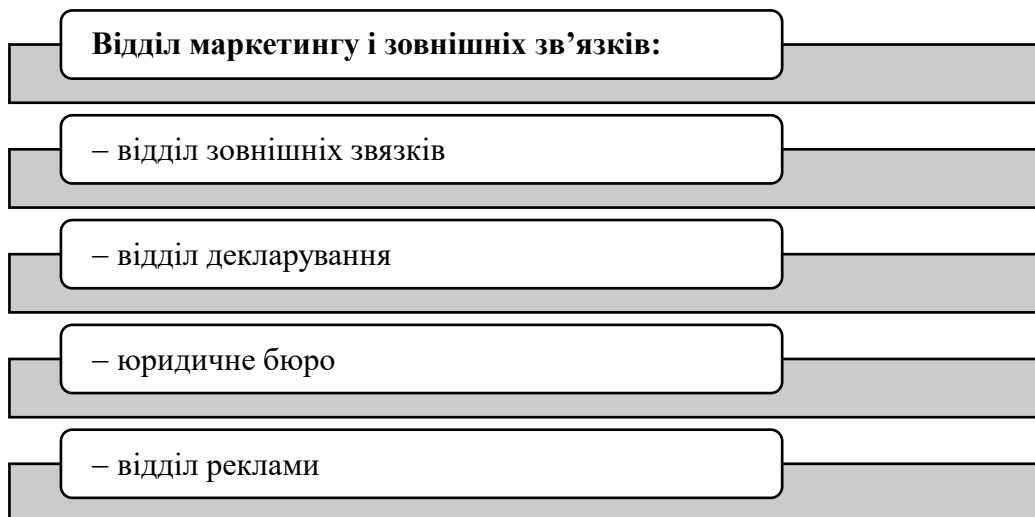 Відділ маркетингу і зовнішніх зв’язків:
– відділ зовнішніх звязків
– відділ декларування
– юридичне бюро
– відділ реклами